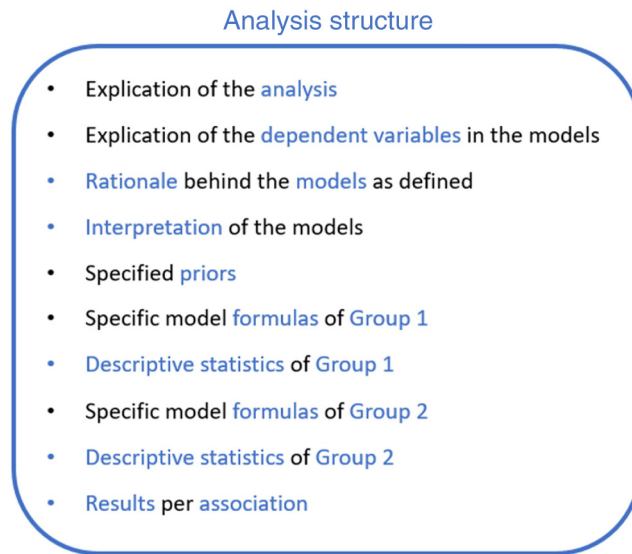 Analysis structure
• Explication of the analysis
• Explication of the dependent variables in the models
• Rationale behind the models as defined
• Interpretation of the models
• Specified priors
• Specific model formulas of Group 1
• Descriptive statistics of Group 1
• Specific model formulas of Group 2
• Descriptive statistics of Group 2
• Results per association